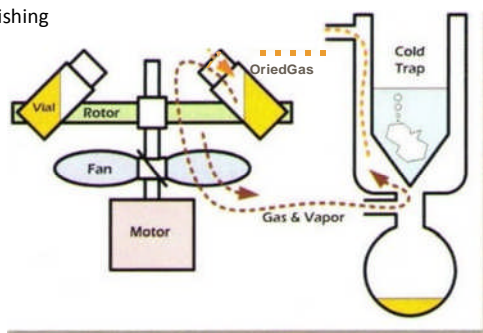 ishing
OriedGas
Cold
Trap
Vial
Rotor
Fan
Gas & Vapor
Motor